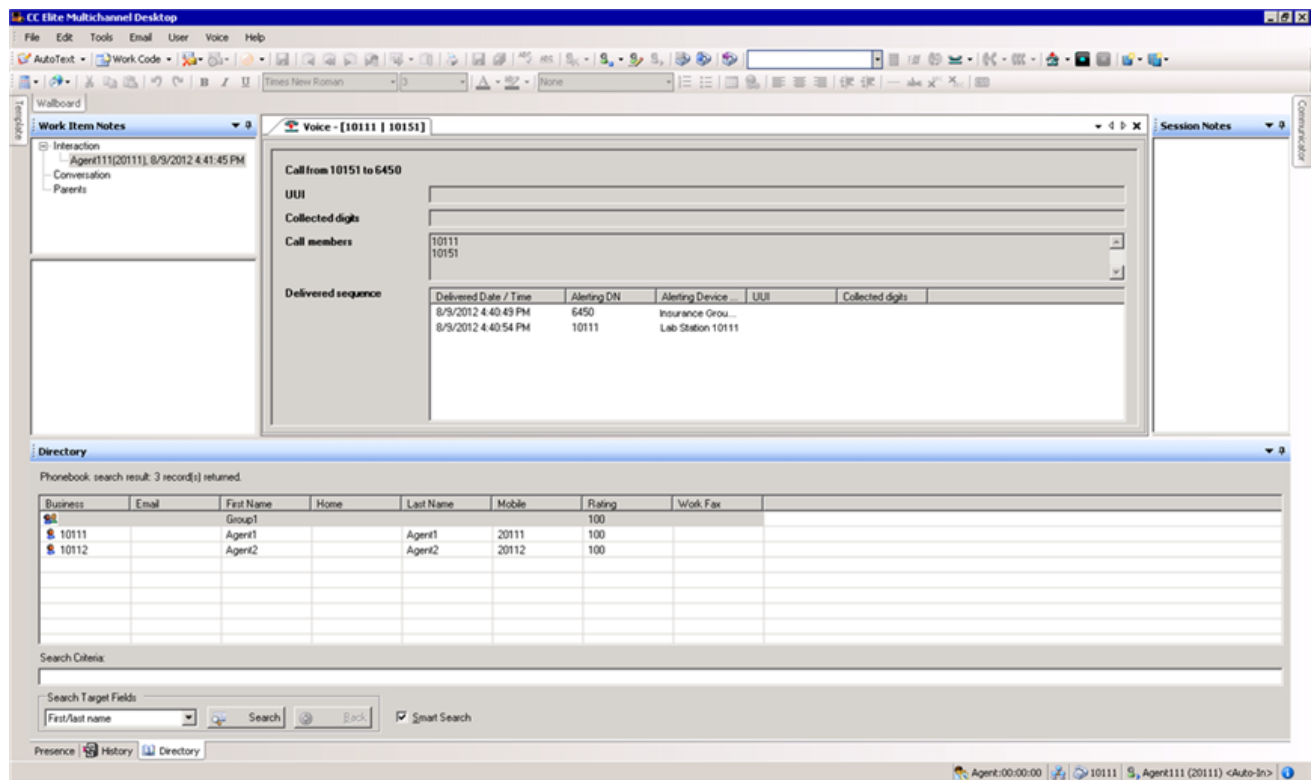 CC Elite Multichannel Desktop
File Edit Tools Email User Voice Help
AutoText Work Code
Times New Roman 3 None
Wallboard
Template
Work Item Notes
Voice - [10111 | 10151]
Session Notes
Communicator
Interaction
Agent111(20111), 8/9/2012 4:41:45 PM
Conversation
Parents
Call from 10151 to 6450
UUI
Collected digits
Call members
10111
10151
Delivered sequence
Delivered Date / Time Alerting DN Alerting Device ... UUI Collected digits
8/9/2012 4:40:49 PM 6450 Insurance Grou...
8/9/2012 4:40:54 PM 10111 Lab Station 10111
Directory
Phonebook search result: 3 record(s) returned.
Business Email First Name Home Last Name Mobile Rating Work Fax
Group1 100
10111 Agent1 Agent1 20111 100
10112 Agent2 Agent2 20112 100
Search Criteria:
Search Target Fields
First/last name Search Back Smart Search
Presence History Directory
Agent:00:00:00 10111 Agent111 (20111) <Auto-In>